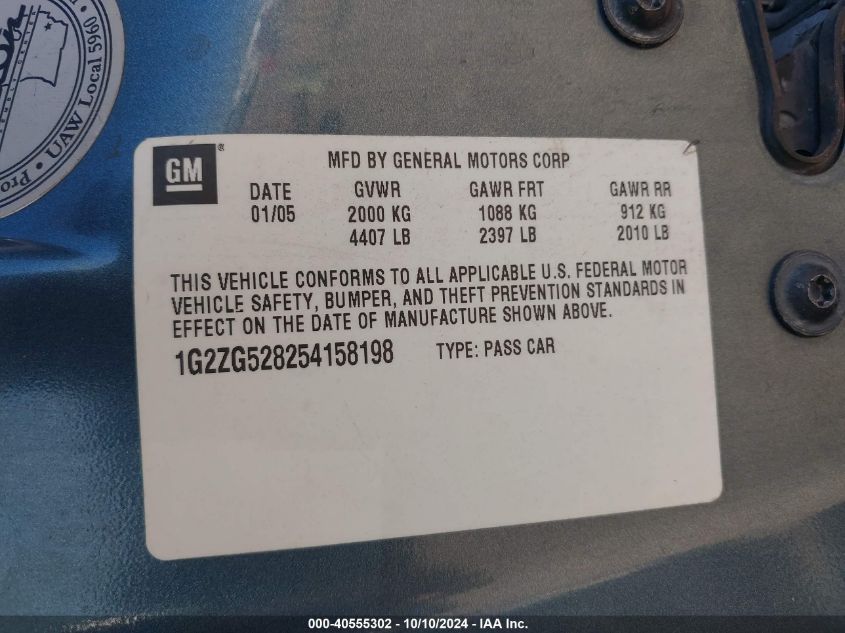 UAW Local 5960
GM
MFD BY GENERAL MOTORS CORP
DATE GVWR GAWR FRT GAWR RR
01/05 2000 KG 1088 KG 912 KG
4407 LB 2397 LB 2010 LB
THIS VEHICLE CONFORMS TO ALL APPLICABLE U.S. FEDERAL MOTOR
VEHICLE SAFETY, BUMPER, AND THEFT PREVENTION STANDARDS IN
EFFECT ON THE DATE OF MANUFACTURE SHOWN ABOVE.
1G2ZG528254158198 TYPE: PASS CAR
000-40555302 - 10/10/2024 - IAA Inc.